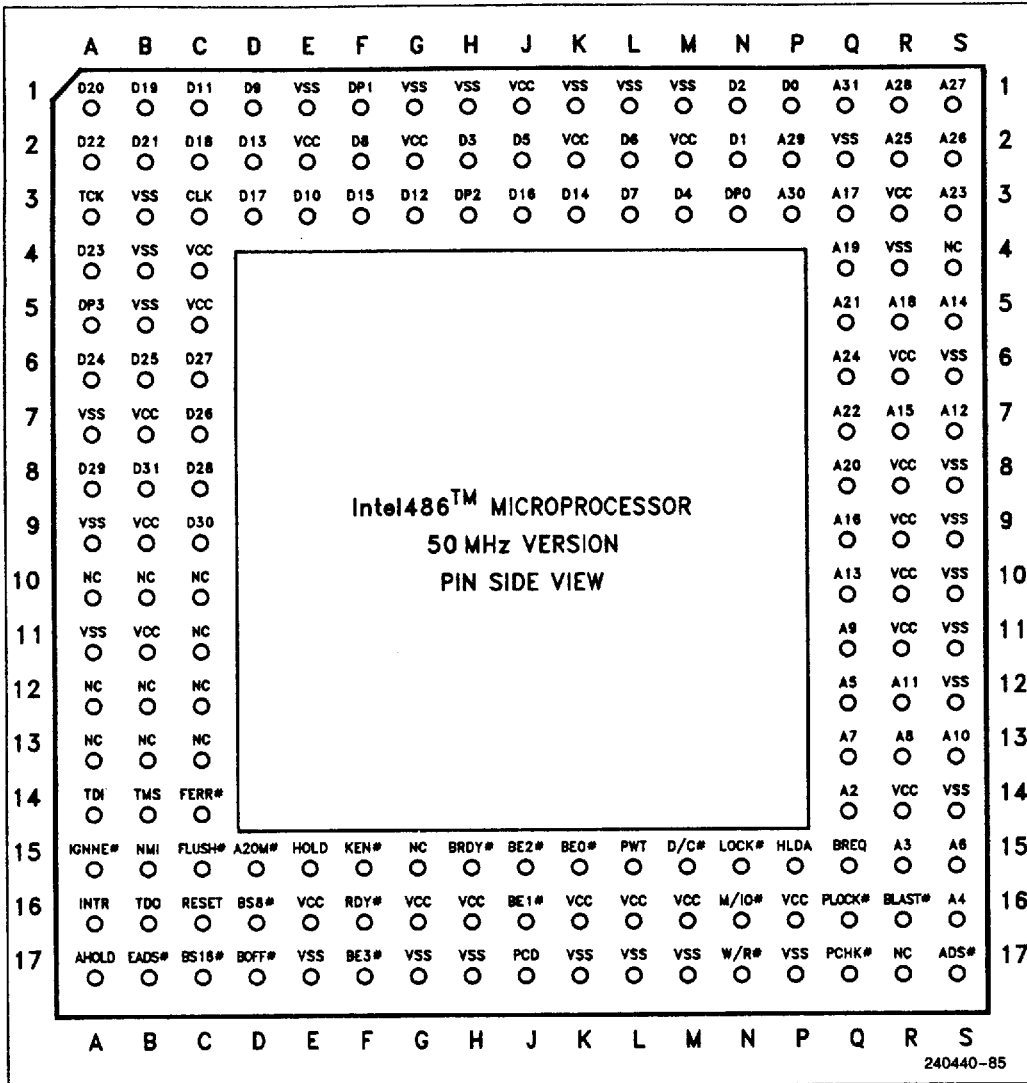 A B C D E F G H J K L M N P Q R S
1 D20 D19 D11 D9 VSS DP1 VSS VSS VCC VSS VSS VSS D2 D0 A31 A28 A27 1
2 D22 D21 D18 D13 VCC D8 VCC D3 D5 VCC D6 VCC D1 A29 VSS A25 A26 2
3 TCK VSS CLK D17 D10 D15 D12 DP2 D16 D14 D7 D4 DP0 A30 A17 VCC A23 3
4 D23 VSS VCC A19 VSS NC 4
5 DP3 VSS VCC A21 A18 A14 5
6 D24 D25 D27 A24 VCC VSS 6
7 VSS VCC D26 A22 A15 A12 7
8 D29 D31 D28 A20 VCC VSS 8
Intel486™ MICROPROCESSOR
9 VSS VCC D30 A16 VCC VSS 9
50 MHz VERSION
PIN SIDE VIEW
10 NC NC NC A13 VCC VSS 10
11 VSS VCC NC A9 VCC VSS 11
12 NC NC NC A5 A11 VSS 12
13 NC NC NC A7 A8 A10 13
14 TDI TMS FERR# A2 VCC VSS 14
15 IGNNE# NMI FLUSH# A20M# HOLD KEN# NC BRDY# BE2# BE0# PWT D/C# LOCK# HLDA BREQ A3 A6 15
16 INTR TDO RESET BS8# VCC RDY# VCC VCC BE1# VCC VCC VCC M/IO# VCC PLOCK# BLAST# A4 16
17 AHOLD EADS# BS16# BOFF# VSS BE3# VSS VSS PCD VSS VSS VSS W/R# VSS PCHK# NC ADS# 17
A B C D E F G H J K L M N P Q R S
240440-85